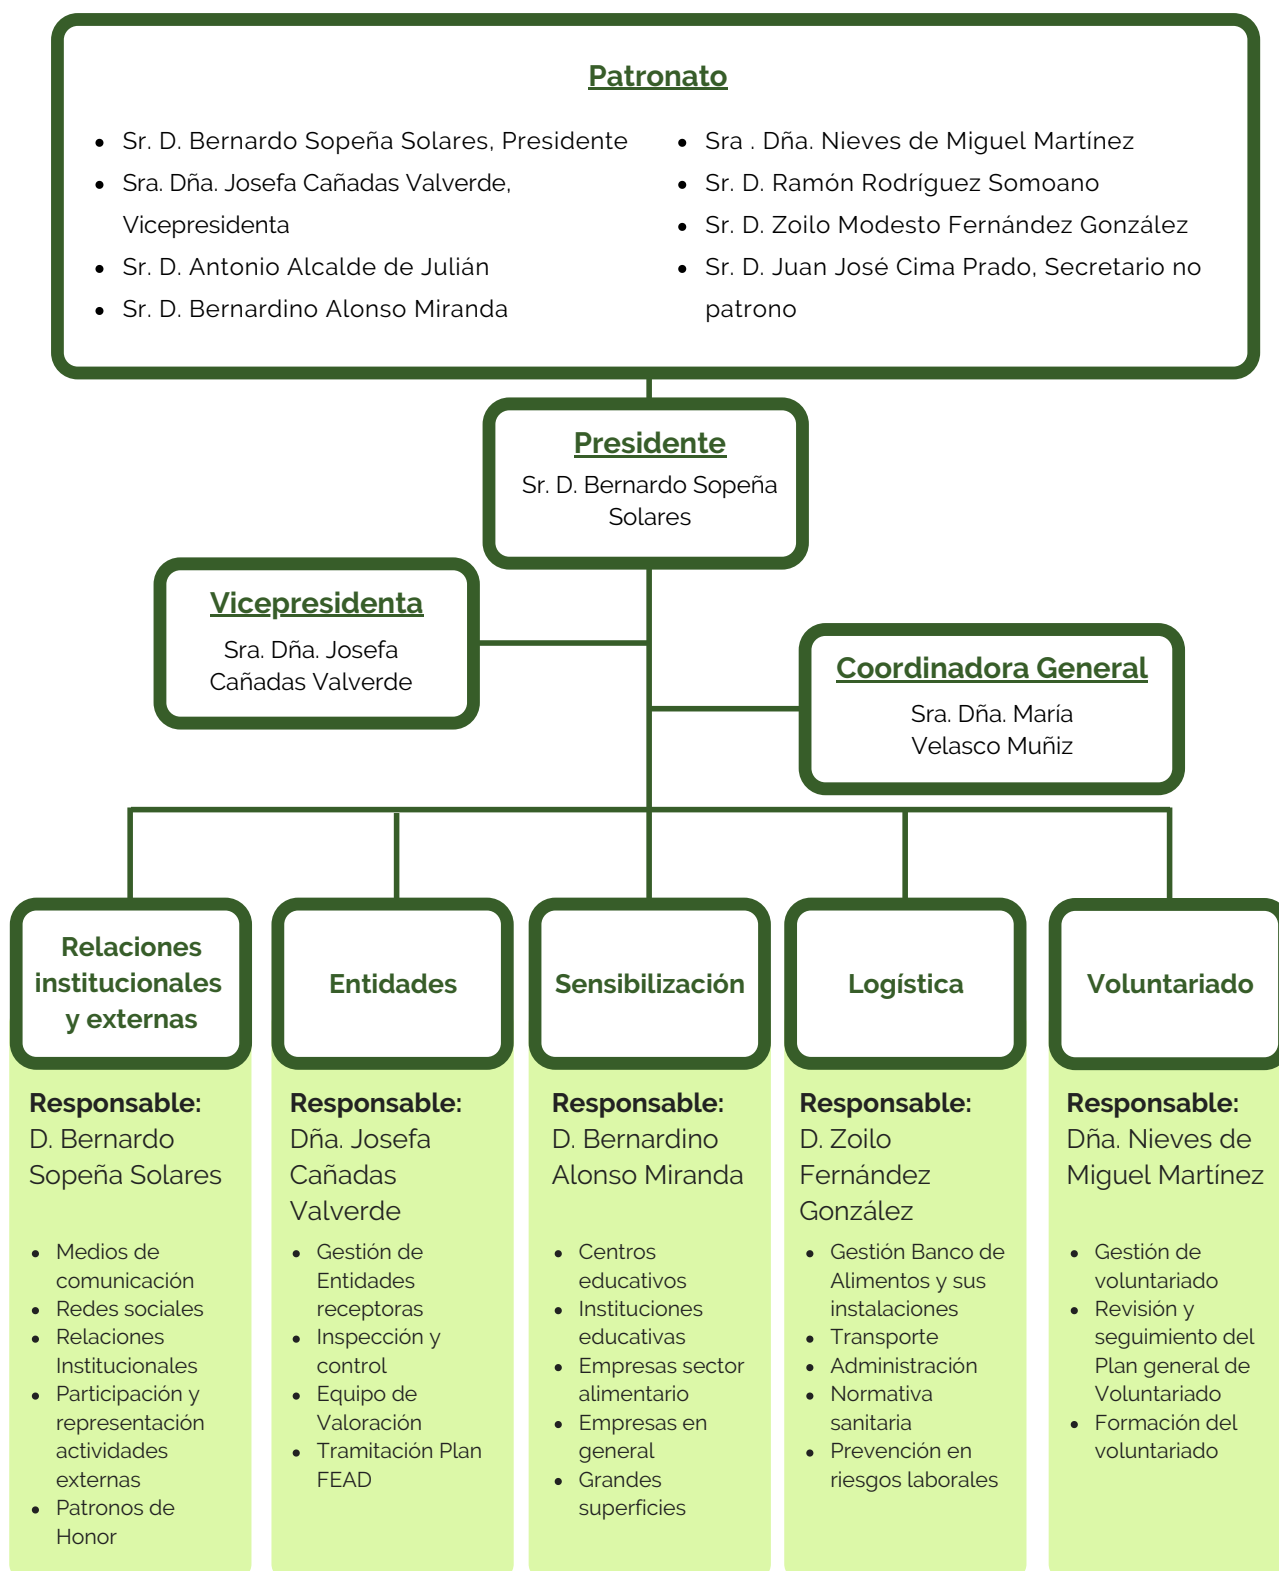 Patronato
• Sr. D. Bernardo Sopeña Solares, Presidente
• Sra. Dña. Josefa Cañadas Valverde,
Vicepresidenta
• Sr. D. Antonio Alcalde de Julián
• Sr. D. Bernardino Alonso Miranda
• Sra . Dña. Nieves de Miguel Martínez
• Sr. D. Ramón Rodríguez Somoano
• Sr. D. Zoilo Modesto Fernández González
• Sr. D. Juan José Cima Prado, Secretario no
patrono
Presidente
Sr. D. Bernardo Sopeña
Solares
Vicepresidenta
Sra. Dña. Josefa
Cañadas Valverde
Coordinadora General
Sra. Dña. María
Velasco Muñiz
Relaciones
institucionales
y externas
Responsable:
D. Bernardo
Sopeña Solares
• Medios de
comunicación
• Redes sociales
• Relaciones
Institucionales
• Participación y
representación
actividades
externas
• Patronos de
Honor
Entidades
Responsable:
Dña. Josefa
Cañadas
Valverde
• Gestión de
Entidades
receptoras
• Inspección y
control
• Equipo de
Valoración
• Tramitación Plan
FEAD
Sensibilización
Responsable:
D. Bernardino
Alonso Miranda
• Centros
educativos
• Instituciones
educativas
• Empresas sector
alimentario
• Empresas en
general
• Grandes
superficies
Logística
Responsable:
D. Zoilo
Fernández
González
• Gestión Banco de
Alimentos y sus
instalaciones
• Transporte
• Administración
• Normativa
sanitaria
• Prevención en
riesgos laborales
Voluntariado
Responsable:
Dña. Nieves de
Miguel Martínez
• Gestión de
voluntariado
• Revisión y
seguimiento del
Plan general de
Voluntariado
• Formación del
voluntariado